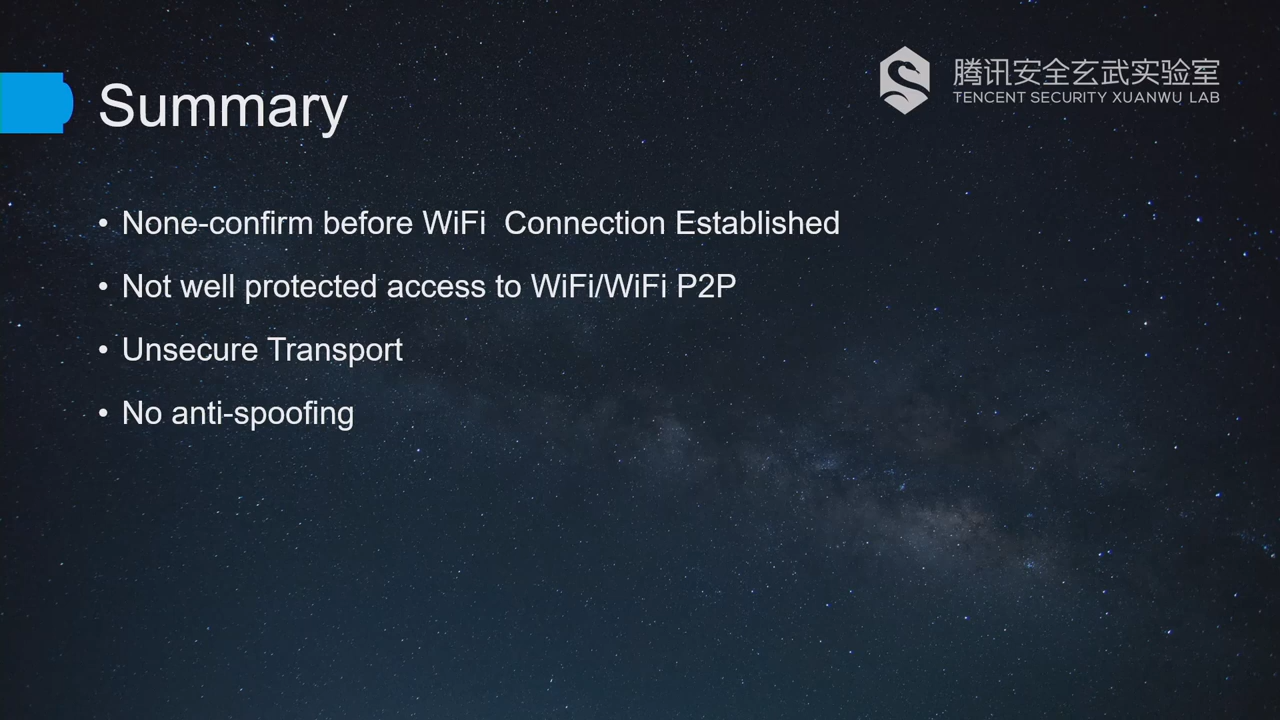 腾讯安全玄武实验室
TENCENT SECURITY XUANWU LAB
Summary
• None-confirm before WiFi  Connection Established
• Not well protected access to WiFi/WiFi P2P
• Unsecure Transport
• No anti-spoofing